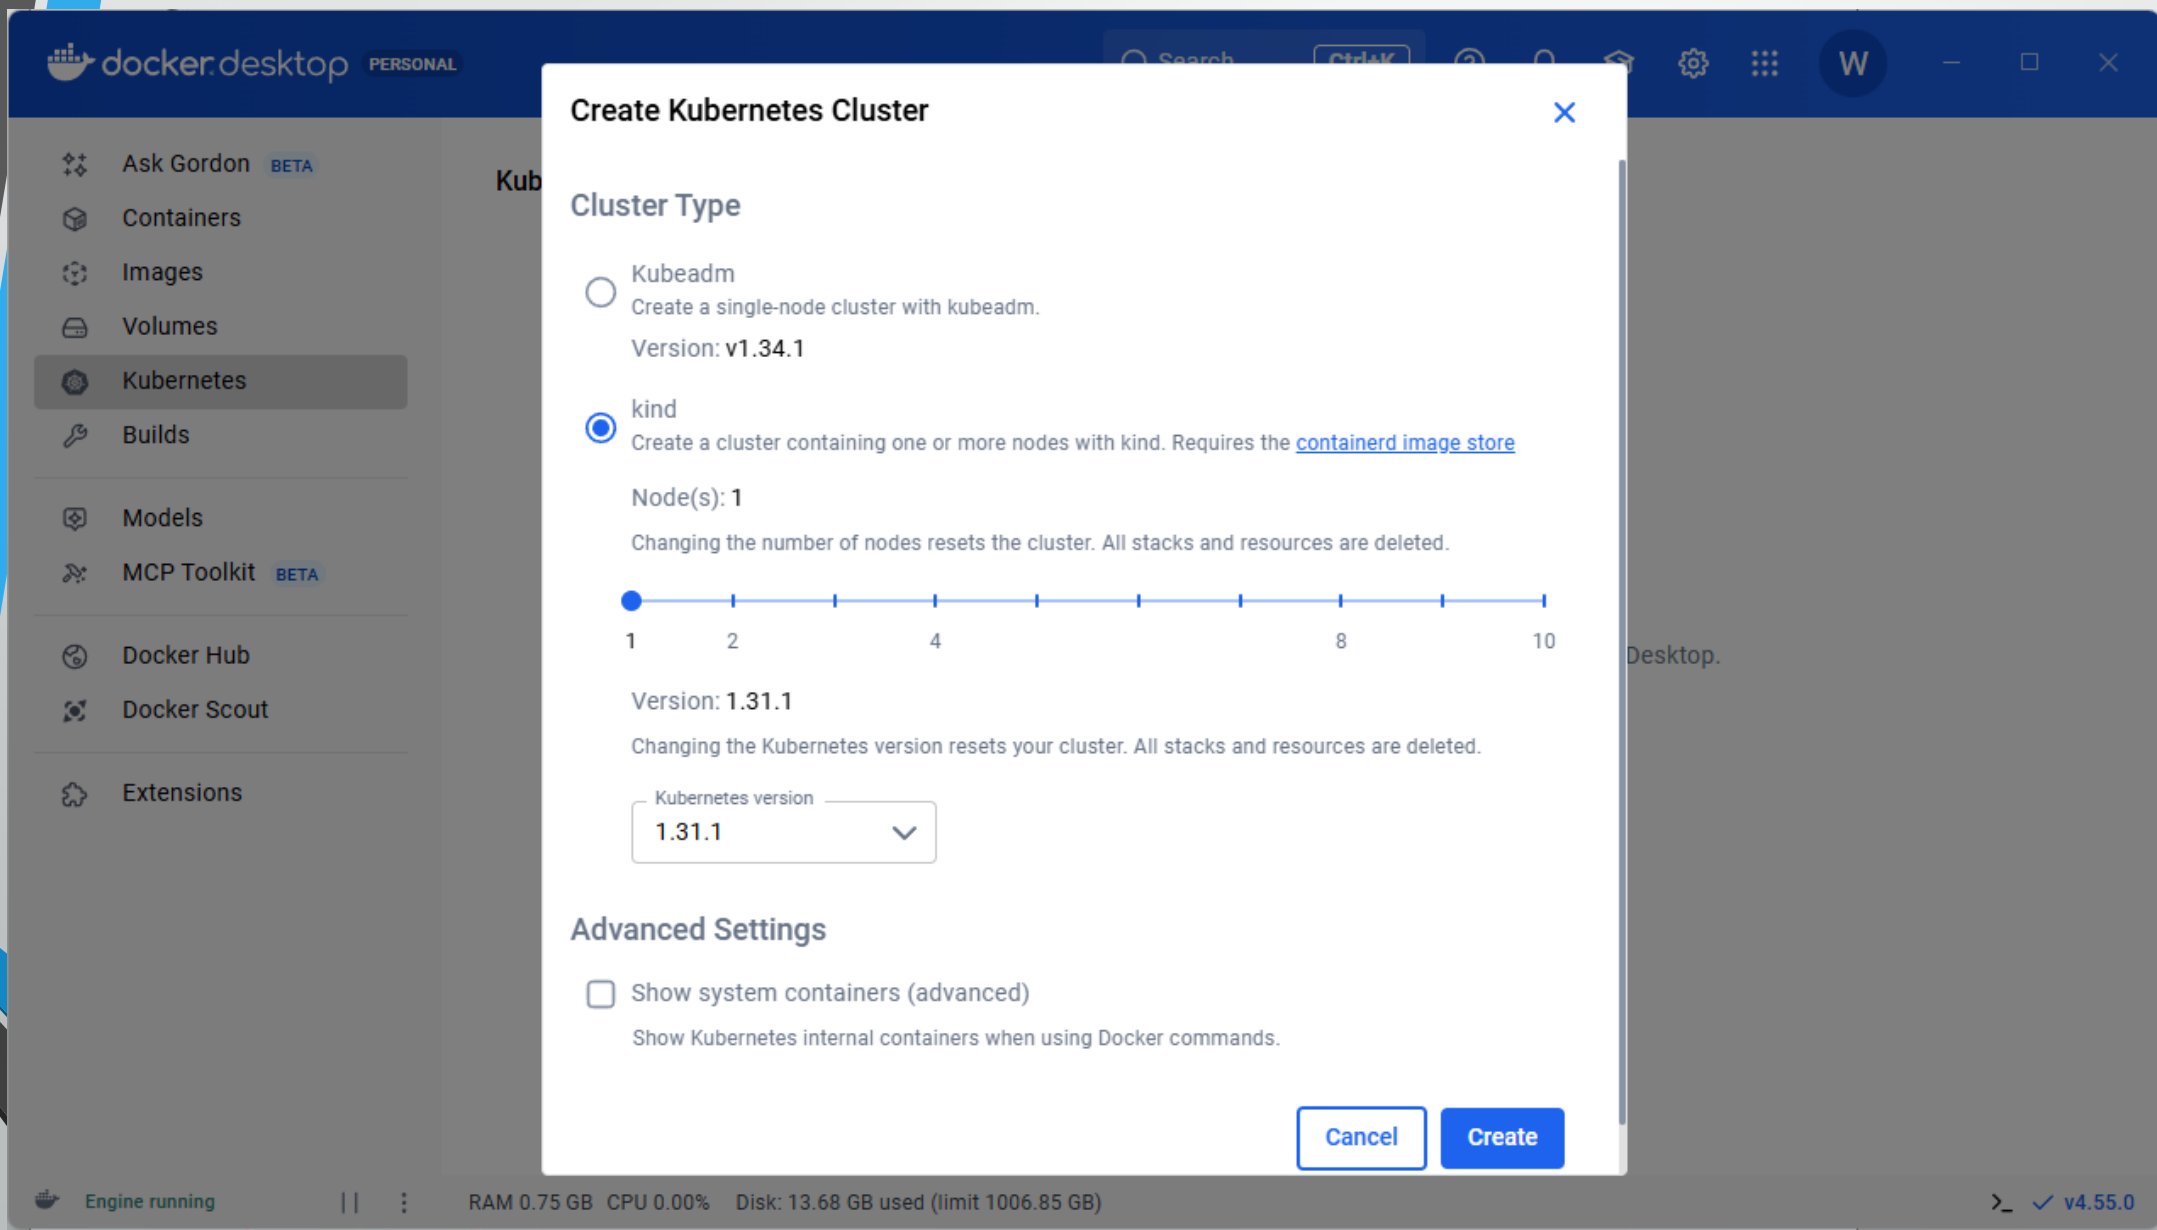 docker.desktop PERSONAL
Search Ctrl+K
W
Create Kubernetes Cluster
Ask Gordon BETA
Containers
Images
Volumes
Kubernetes
Builds
Models
MCP Toolkit BETA
Docker Hub
Docker Scout
Extensions
Kub
Cluster Type
Kubeadm
Create a single-node cluster with kubeadm.
Version: v1.34.1
kind
Create a cluster containing one or more nodes with kind. Requires the containerd image store
Node(s): 1
Changing the number of nodes resets the cluster. All stacks and resources are deleted.
1 2 4 8 10
Desktop.
Version: 1.31.1
Changing the Kubernetes version resets your cluster. All stacks and resources are deleted.
Kubernetes version
1.31.1
Advanced Settings
Show system containers (advanced)
Show Kubernetes internal containers when using Docker commands.
Cancel Create
Engine running RAM 0.75 GB CPU 0.00% Disk: 13.68 GB used (limit 1006.85 GB) >_ v4.55.0